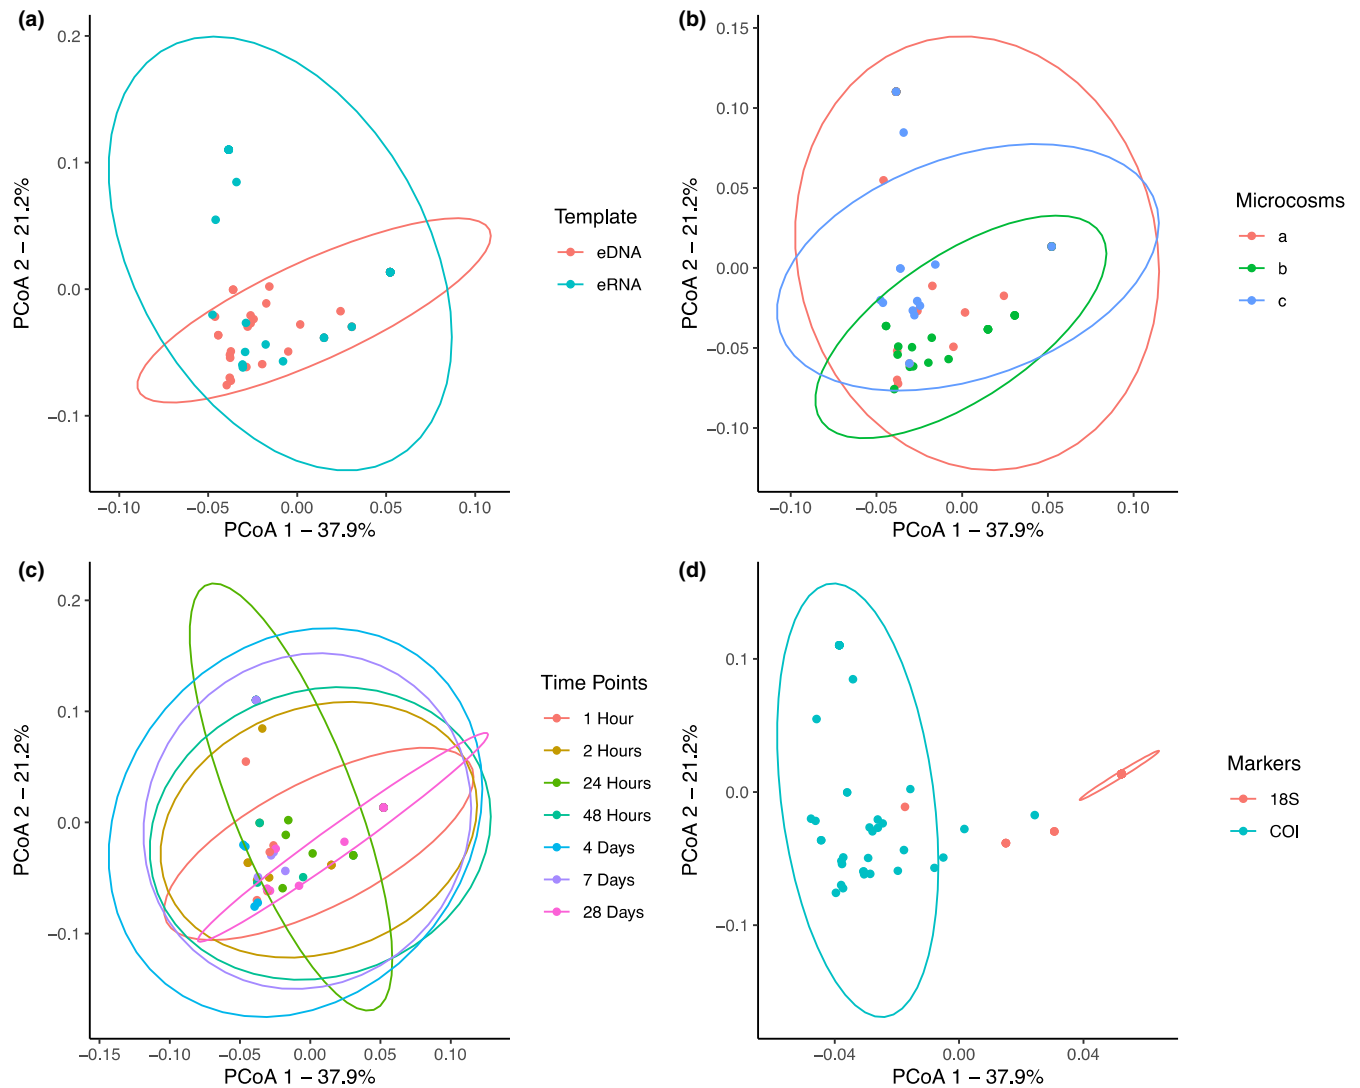 (a)
0.2
0.1
0.0
−0.1
PCoA 2 − 21.2%
−0.10
−0.05
0.00
0.05
0.10
PCoA 1 − 37.9%
Template
eDNA
eRNA
(b)
0.15
0.10
0.05
0.00
−0.05
−0.10
PCoA 2 − 21.2%
−0.10
−0.05
0.00
0.05
0.10
PCoA 1 − 37.9%
Microcosms
a
b
c
(c)
0.2
0.1
0.0
−0.1
PCoA 2 − 21.2%
−0.15
−0.10
−0.05
0.00
0.05
0.10
PCoA 1 − 37.9%
Time Points
1 Hour
2 Hours
24 Hours
48 Hours
4 Days
7 Days
28 Days
(d)
0.1
0.0
−0.1
PCoA 2 − 21.2%
−0.04
0.00
0.04
PCoA 1 − 37.9%
Markers
18S
COI